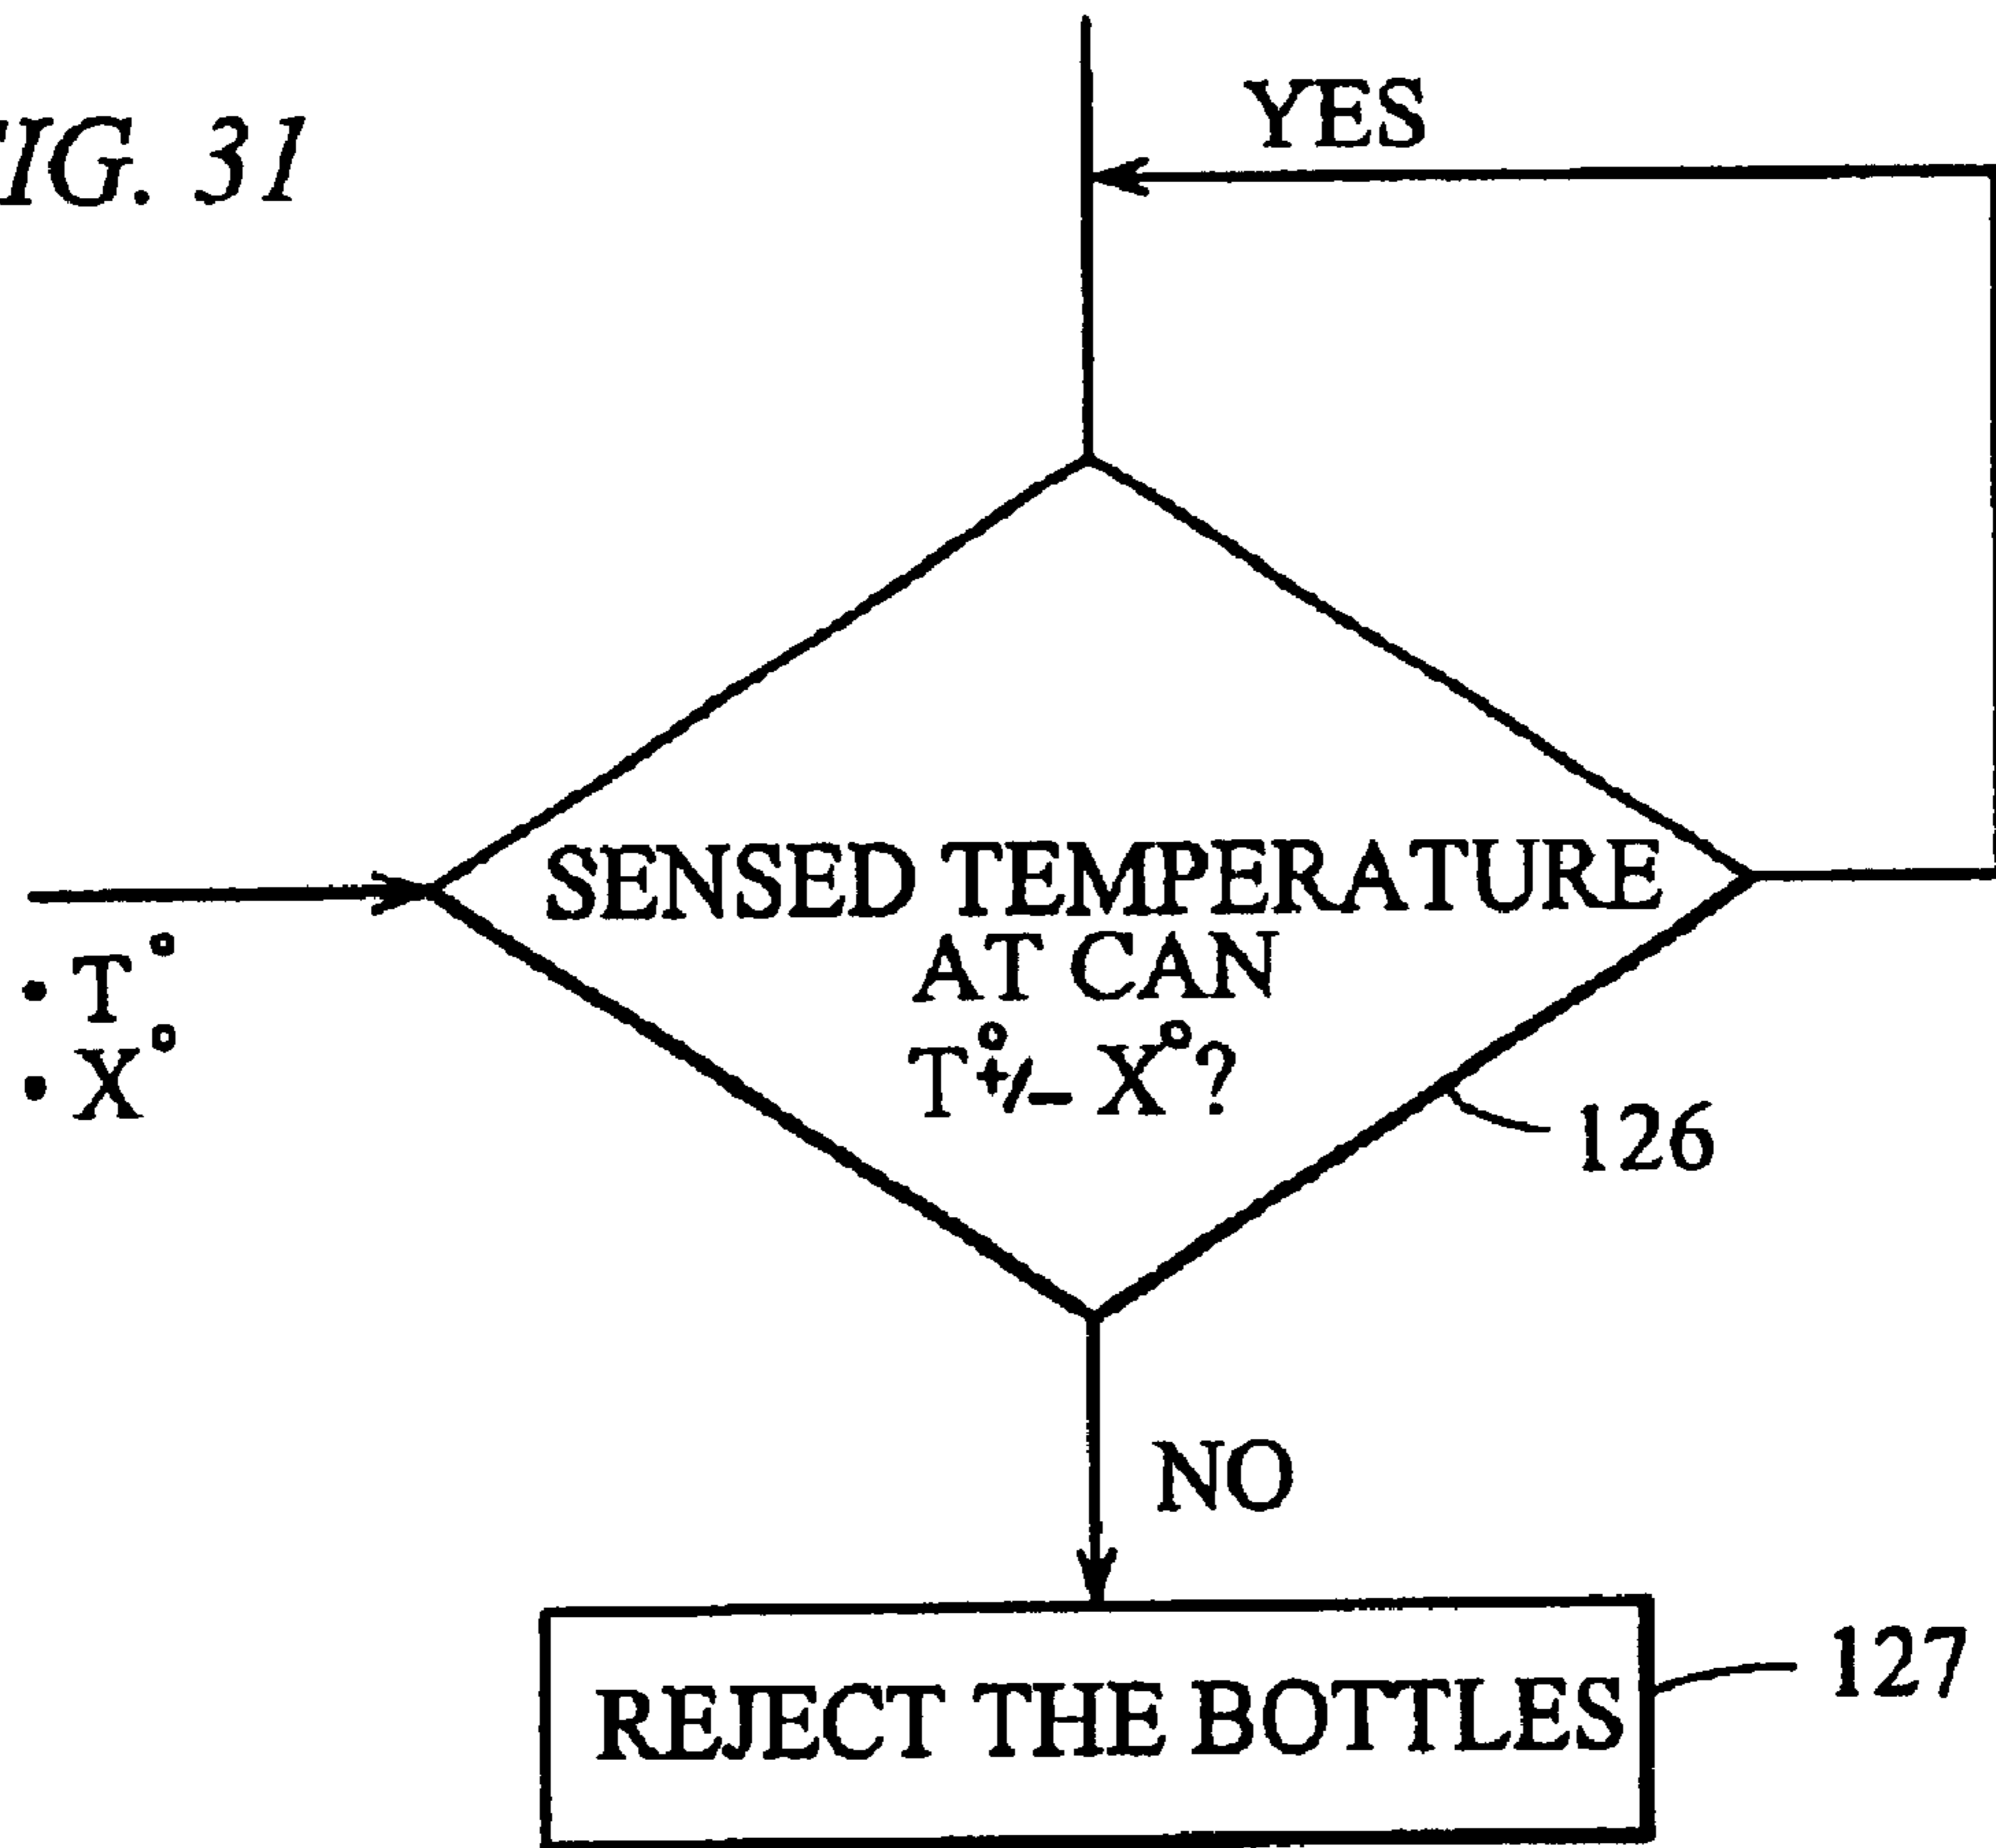 IG. 31
YES
SENSED TEMPERATURE
AT CAN
T°+/- X°?
• T°
• X°
126
NO
REJECT THE BOTTLES
127